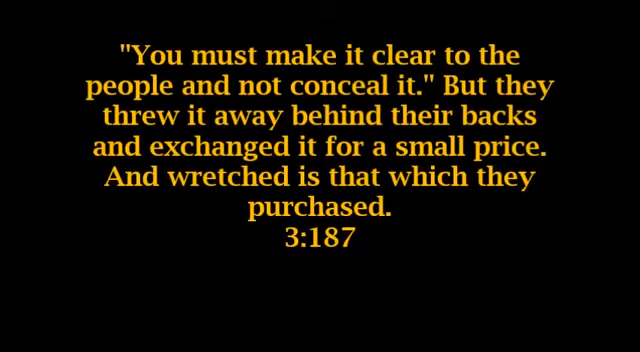 "You must make it clear to the
people and not conceal it." But they
threw it away behind their backs
and exchanged it for a small price.
And wretched is that which they
purchased.
3:187